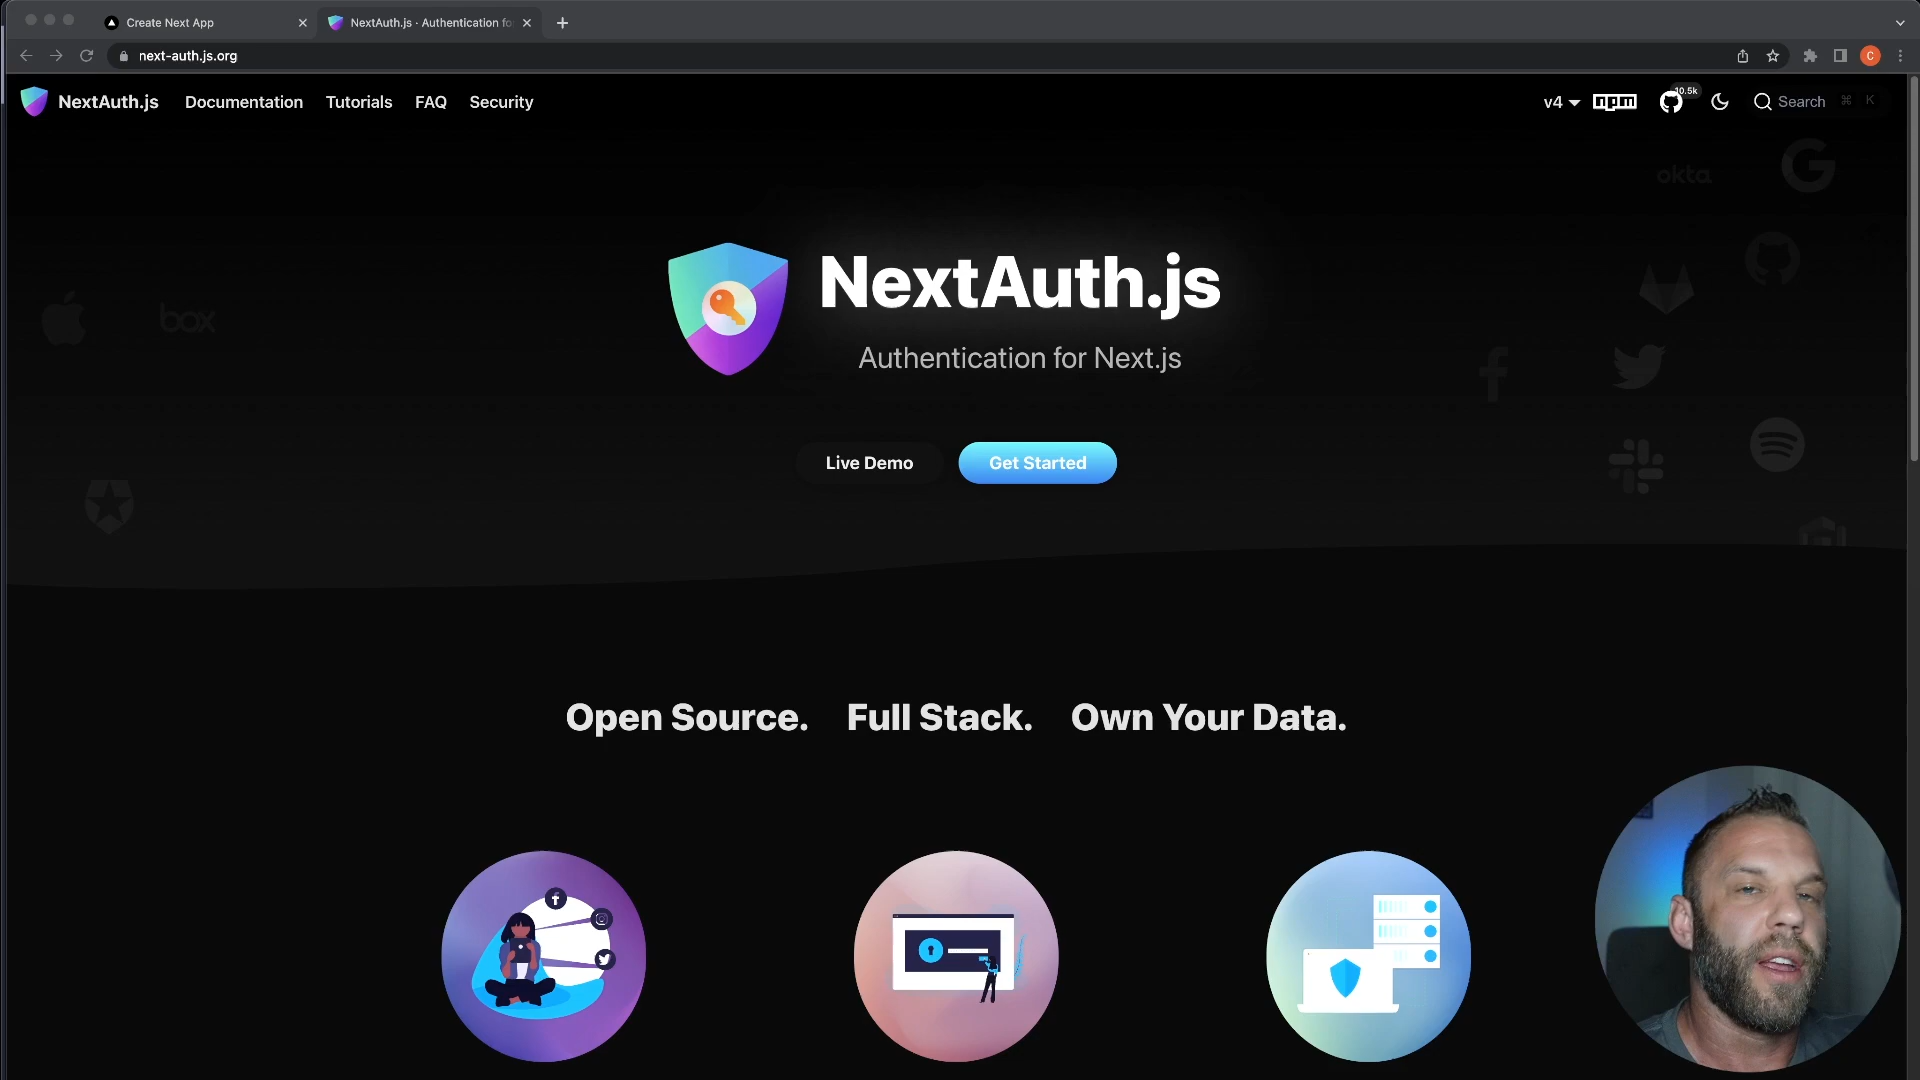 Create Next App
NextAuth.js · Authentication fo
next-auth.js.org
C
NextAuth.js Documentation Tutorials FAQ Security
v4 npm 10.5k Search ⌘ K
okta
box
NextAuth.js
Authentication for Next.js
Live Demo Get Started
Open Source. Full Stack. Own Your Data.